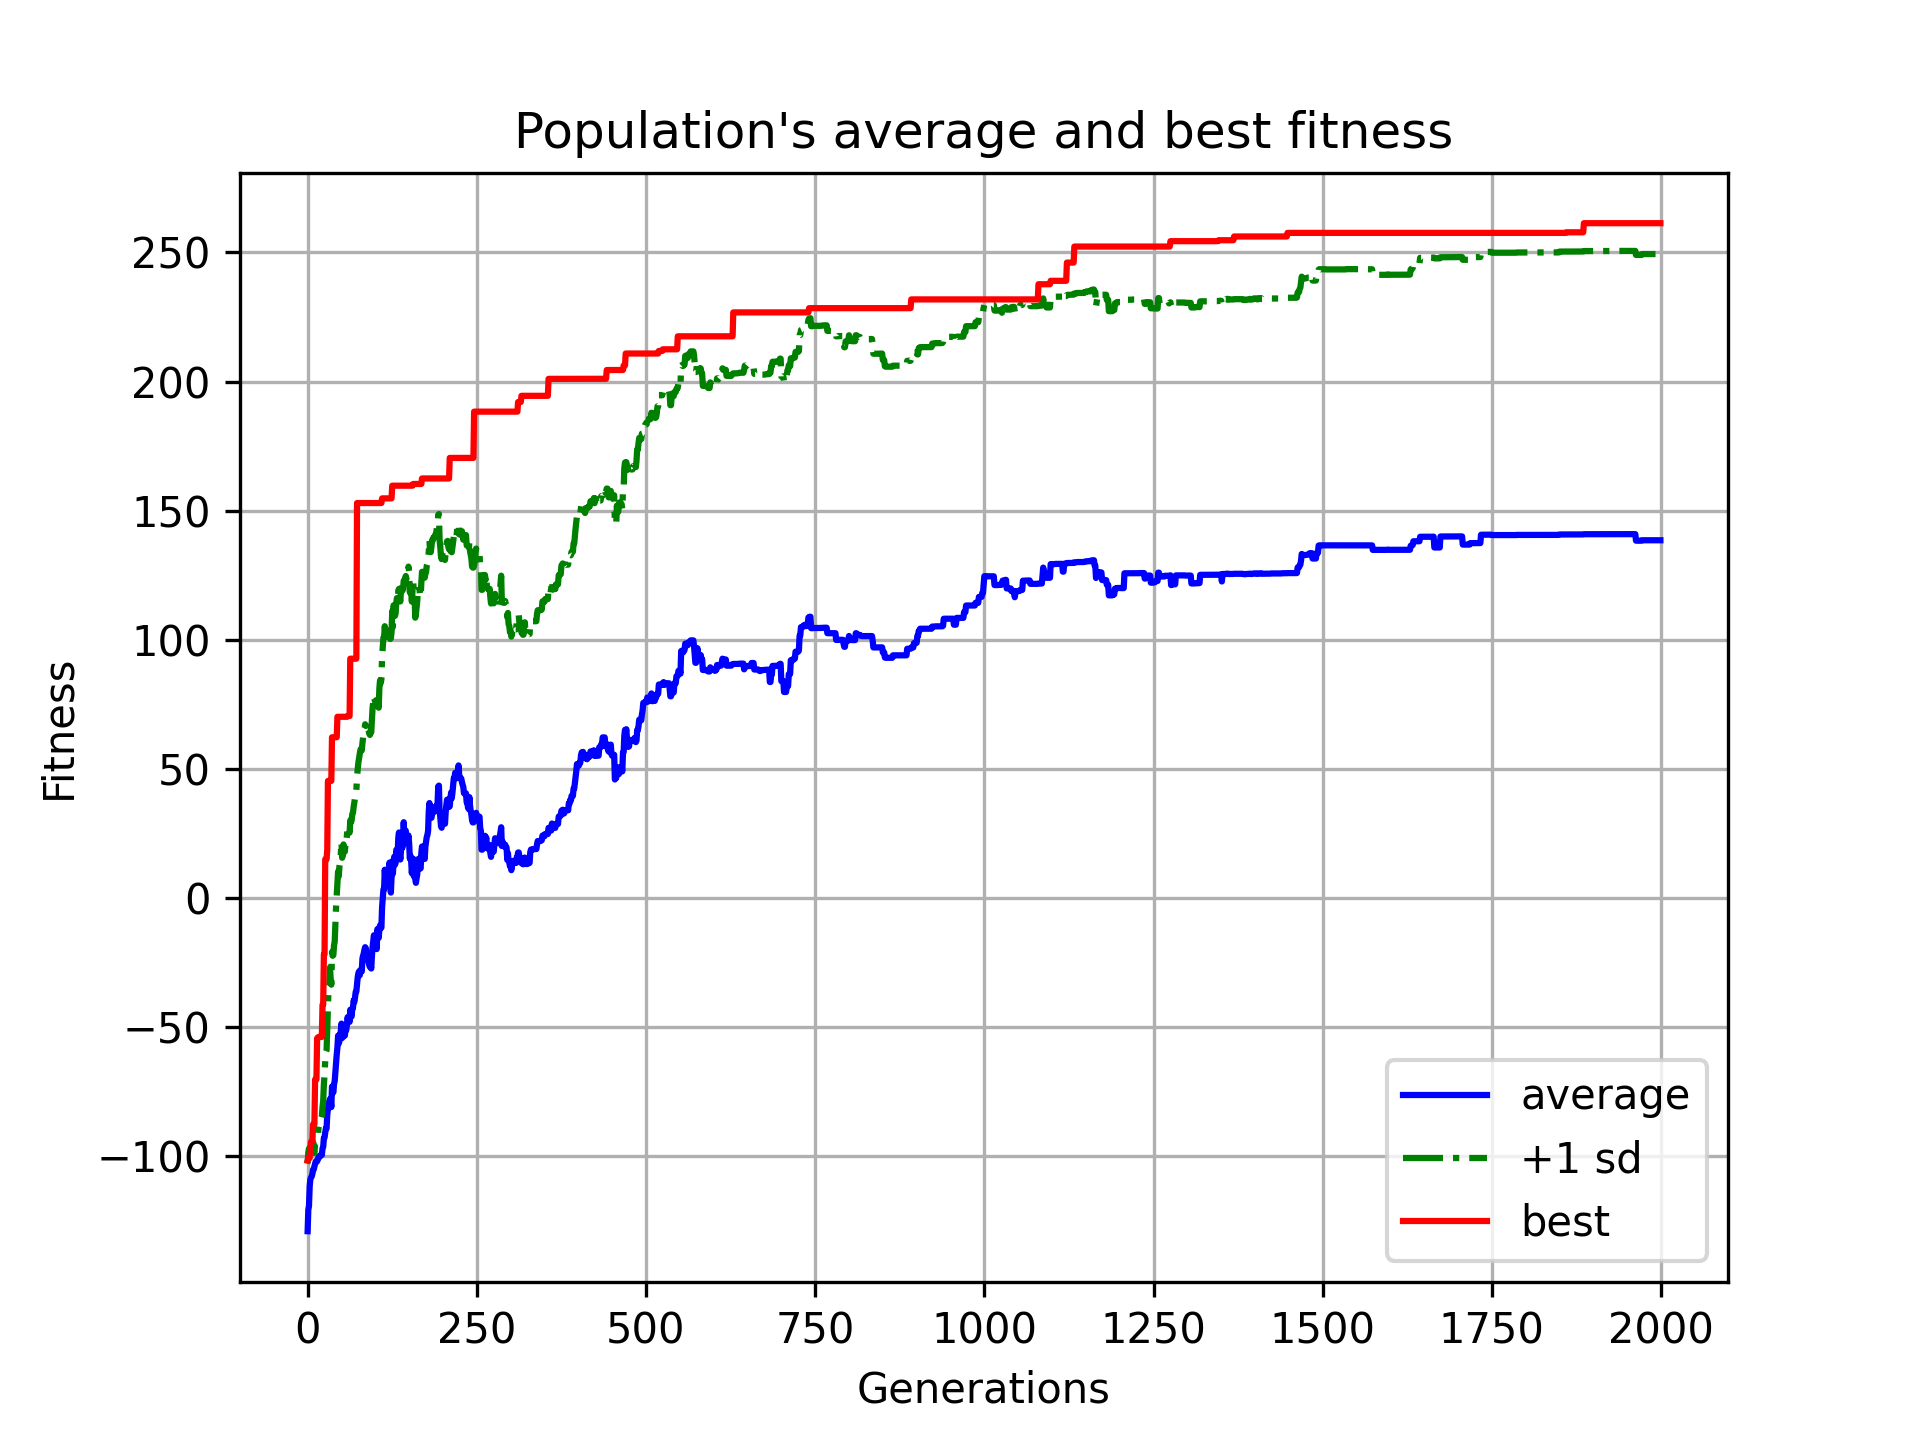 Population's average and best fitness
250
200
150
100
50
0
−50
−100
Fitness
average
+1 sd
best
0 250 500 750 1000 1250 1500 1750 2000
Generations